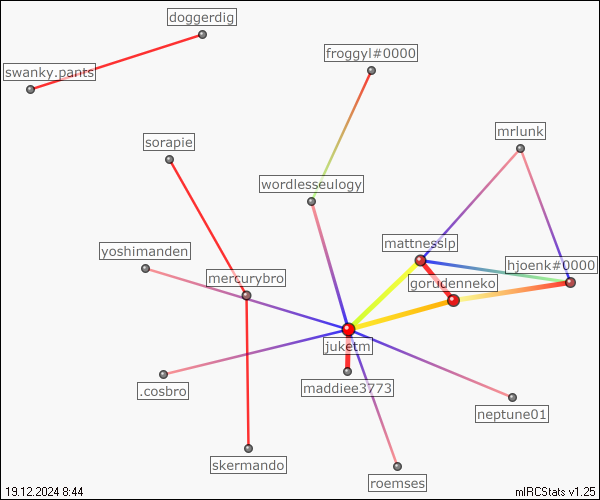 doggerdig
swanky.pants
froggyl#0000
sorapie
mrlunk
wordlesseulogy
yoshimanden
mattnesslp
mercurybro
hjoenk#0000
gorudenneko
juketm
.cosbro
maddiee3773
neptune01
skermando
roemses
19.12.2024 8:44
mIRCStats v1.25